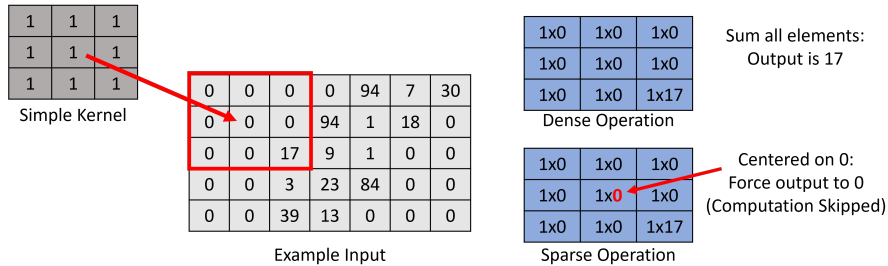 1 1 1
1 1 1
1 1 1
Simple Kernel
0 0 0 0 94 7 30
0 0 0 94 1 18 0
0 0 17 9 1 0 0
0 0 3 23 84 0 0
0 0 39 13 0 0 0
Example Input
1x0 1x0 1x0
1x0 1x0 1x0
1x0 1x0 1x17
Dense Operation
Sum all elements:
Output is 17
1x0 1x0 1x0
1x0 1x0 1x0
1x0 1x0 1x17
Sparse Operation
Centered on 0:
Force output to 0
(Computation Skipped)